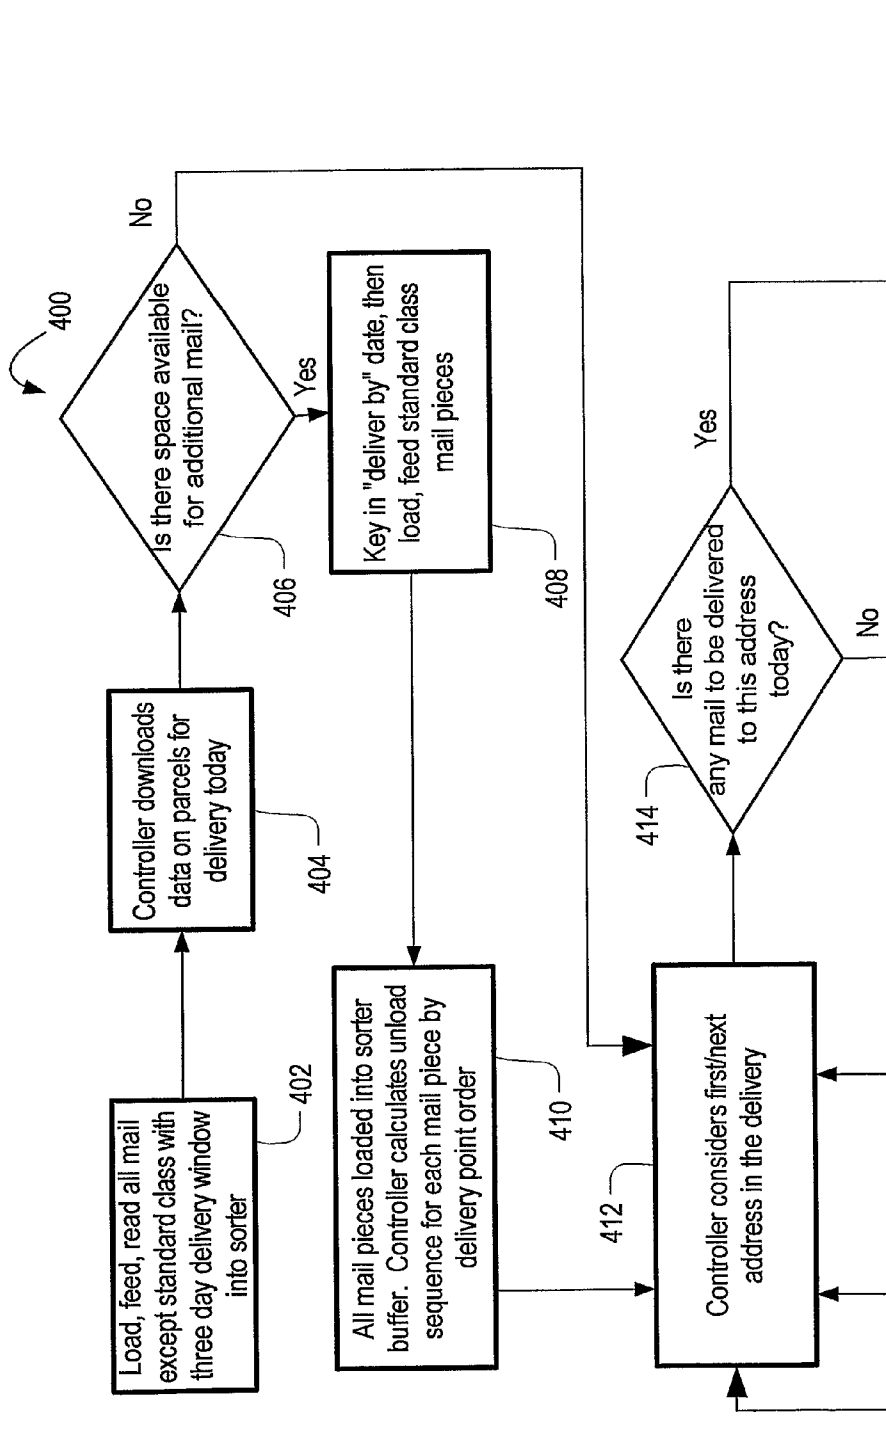 400
Load, feed, read all mail
except standard class with
three day delivery window
into sorter
402
Controller downloads
data on parcels for
delivery today
404
Is there space available
for additional mail?
406
No
Yes
Key in "deliver by" date, then
load, feed standard class
mail pieces
408
All mail pieces loaded into sorter
buffer. Controller calculates unload
sequence for each mail piece by
delivery point order
410
412
Controller considers first/next
address in the delivery
414
Is there
any mail to be delivered
to this address
today?
Yes
No